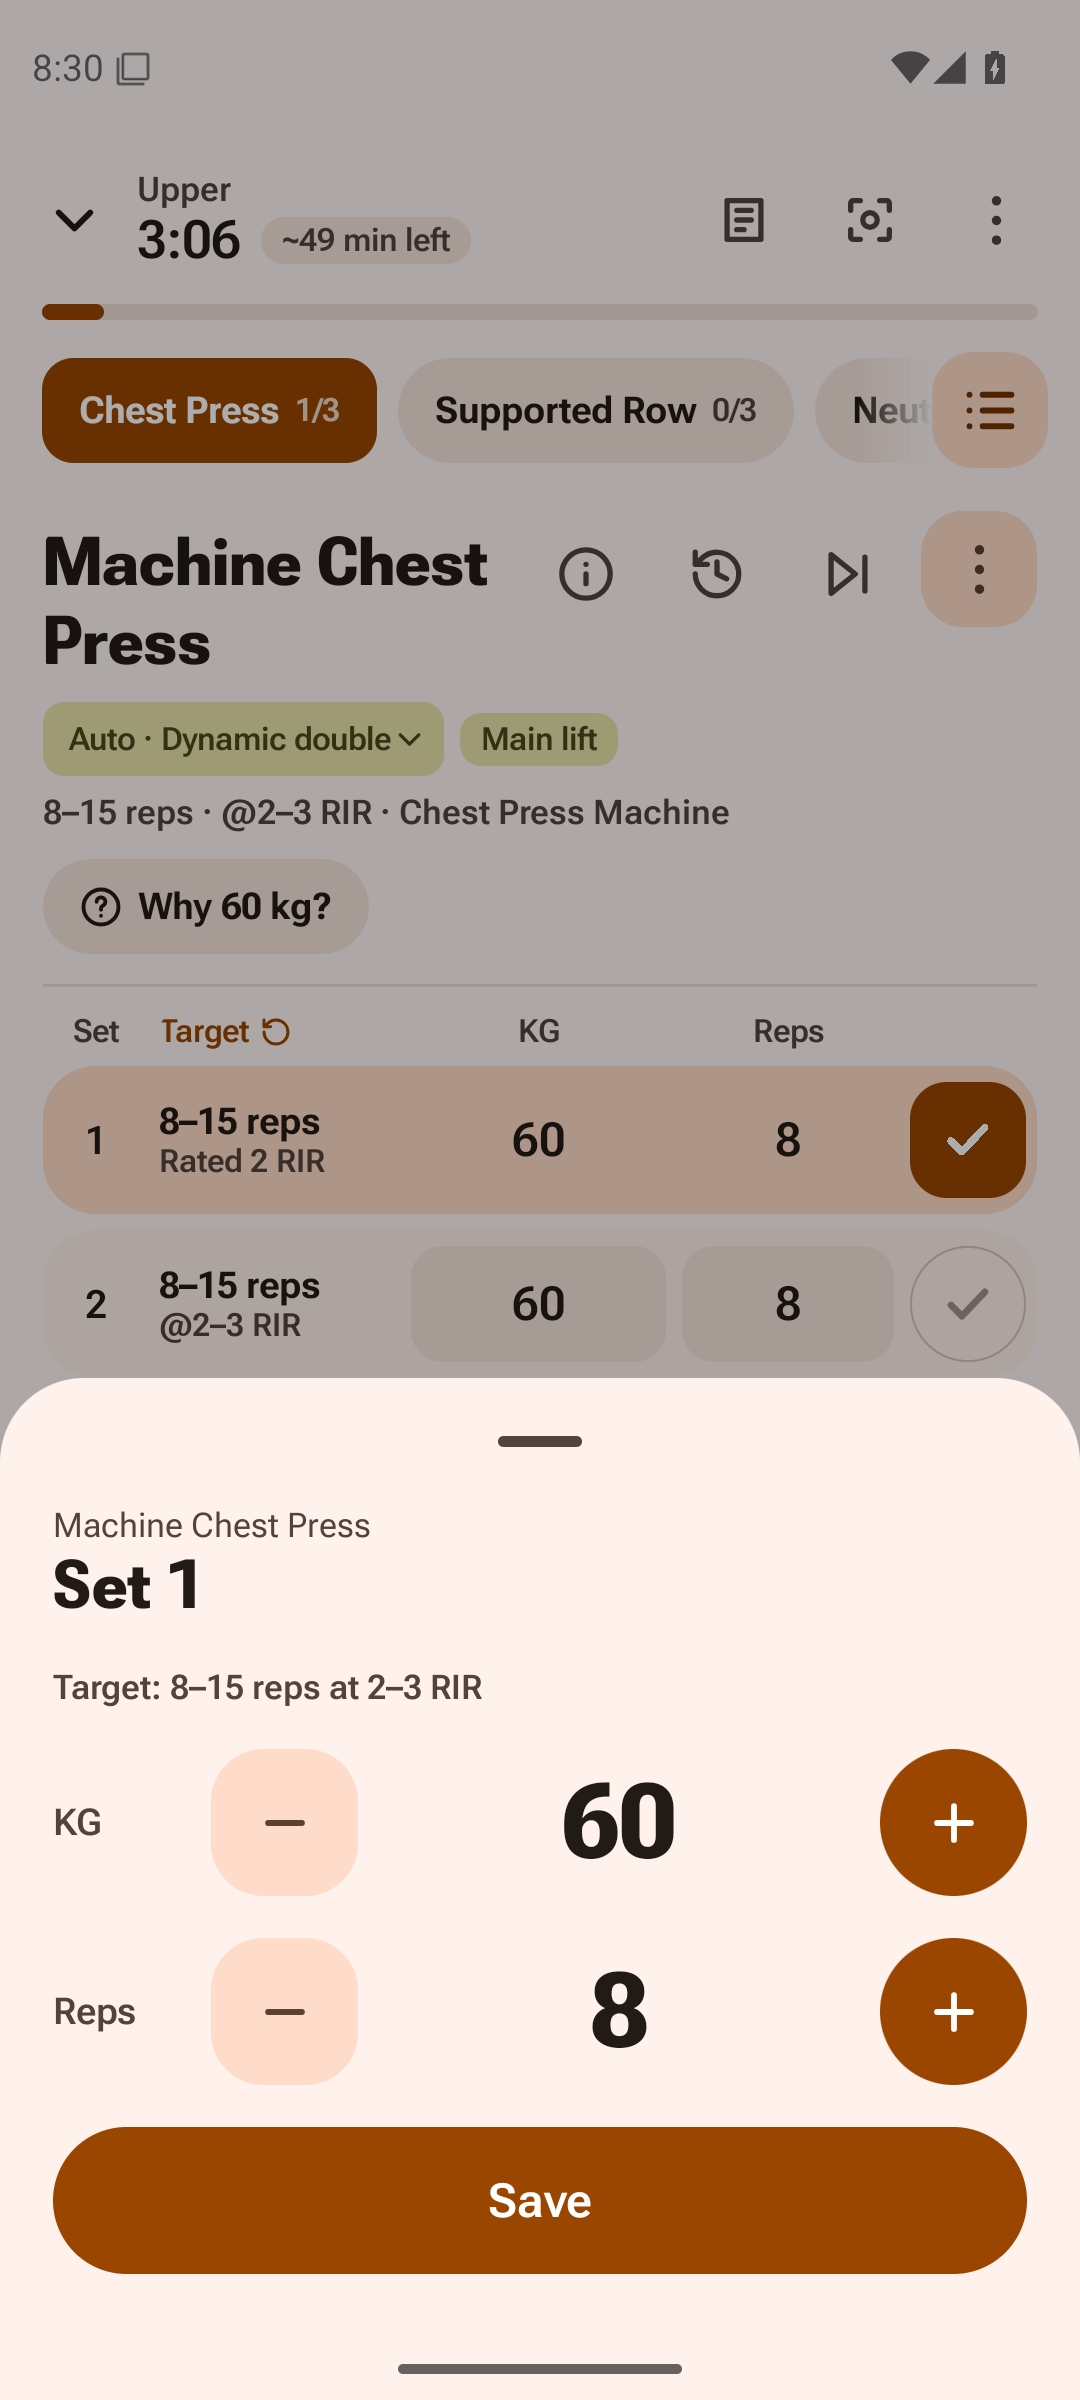 8:30
Upper
3:06 ~49 min left
Chest Press 1/3 Supported Row 0/3 Neut
Machine Chest
Press
Auto · Dynamic double Main lift
8–15 reps · @2–3 RIR · Chest Press Machine
Why 60 kg?
Set Target KG Reps
1 8–15 reps 60 8
Rated 2 RIR
2 8–15 reps 60 8
@2–3 RIR
Machine Chest Press
Set 1
Target: 8–15 reps at 2–3 RIR
KG 60
Reps 8
Save